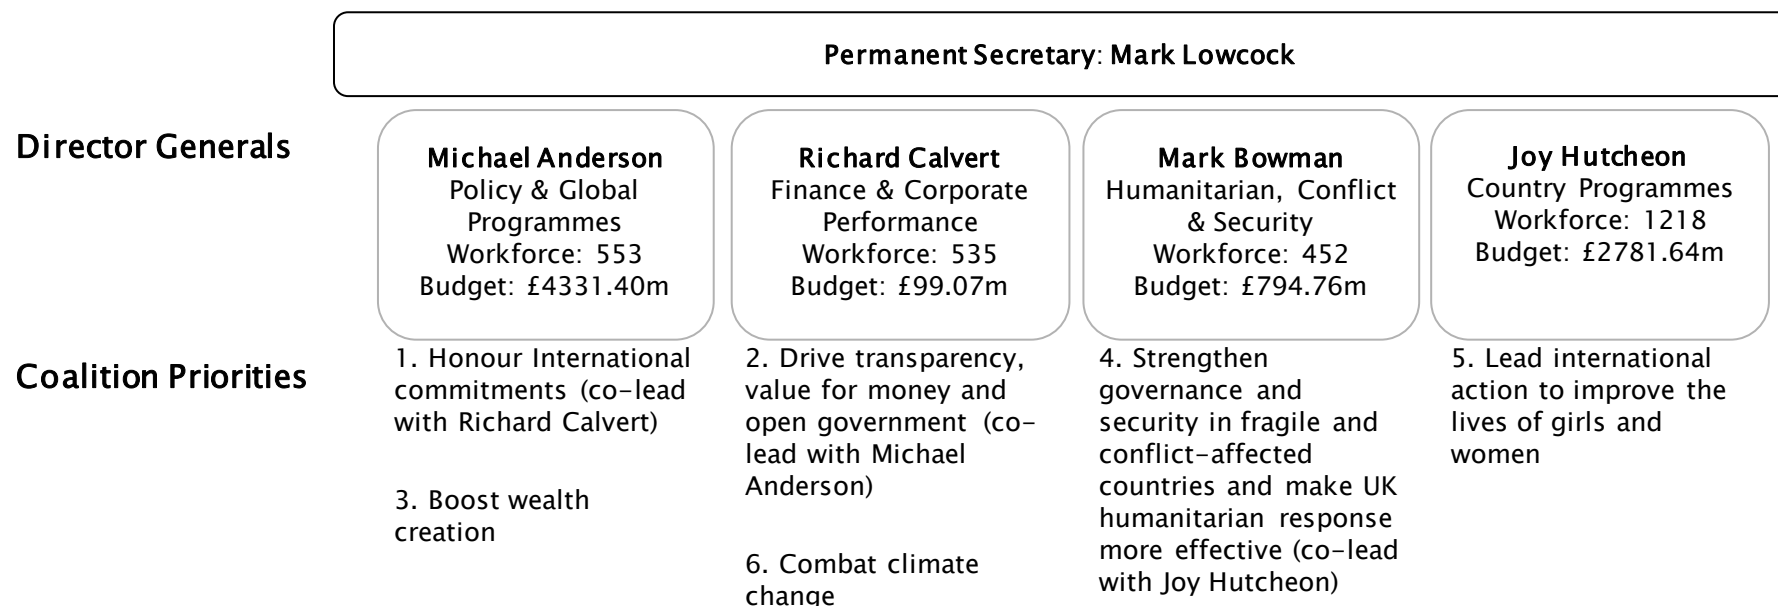 Permanent Secretary: Mark Lowcock
Director Generals
Michael Anderson
Policy & Global
Programmes
Workforce: 553
Budget: £4331.40m
Richard Calvert
Finance & Corporate
Performance
Workforce: 535
Budget: £99.07m
Mark Bowman
Humanitarian, Conflict
& Security
Workforce: 452
Budget: £794.76m
Joy Hutcheon
Country Programmes
Workforce: 1218
Budget: £2781.64m
Coalition Priorities
1. Honour International
commitments (co-lead
with Richard Calvert)
3. Boost wealth
creation
2. Drive transparency,
value for money and
open government (co-
lead with Michael
Anderson)
6. Combat climate
change
4. Strengthen
governance and
security in fragile and
conflict-affected
countries and make UK
humanitarian response
more effective (co-lead
with Joy Hutcheon)
5. Lead international
action to improve the
lives of girls and
women